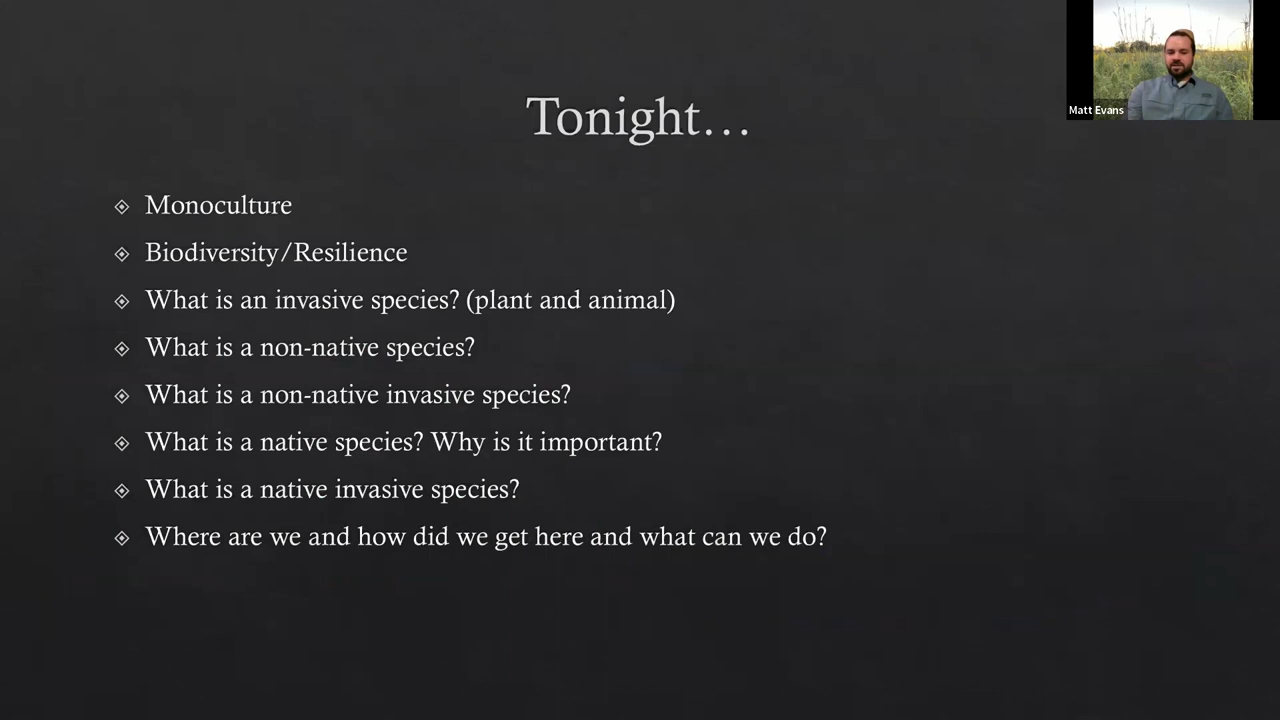 Tonight…
Matt Evans
Monoculture
Biodiversity/Resilience
What is an invasive species? (plant and animal)
What is a non-native species?
What is a non-native invasive species?
What is a native species? Why is it important?
What is a native invasive species?
Where are we and how did we get here and what can we do?